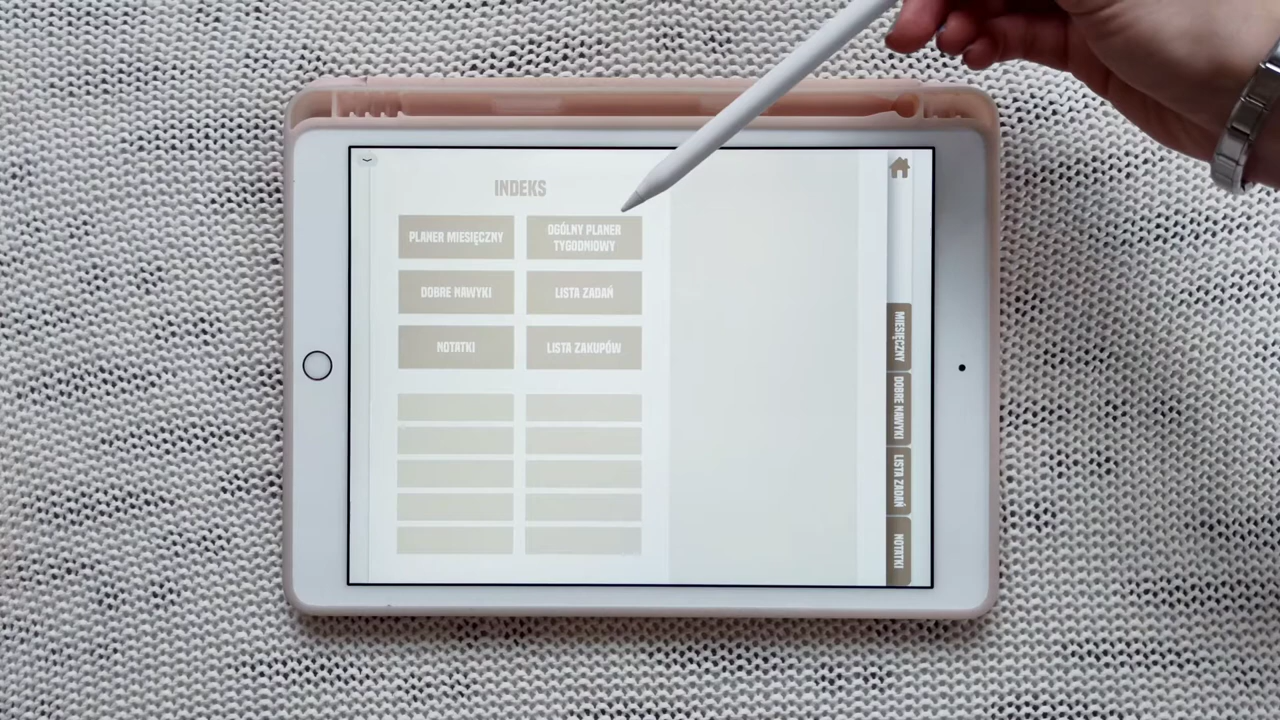 INDEKS
PLANER MIESIĘCZNY
OGÓLNY PLANER
TYGODNIOWY
DOBRE NAWYKI
LISTA ZADAŃ
NOTATKI
LISTA ZAKUPÓW
MIESIĘCZNY
DOBRE NAWYKI
LISTA ZADAŃ
NOTATKI